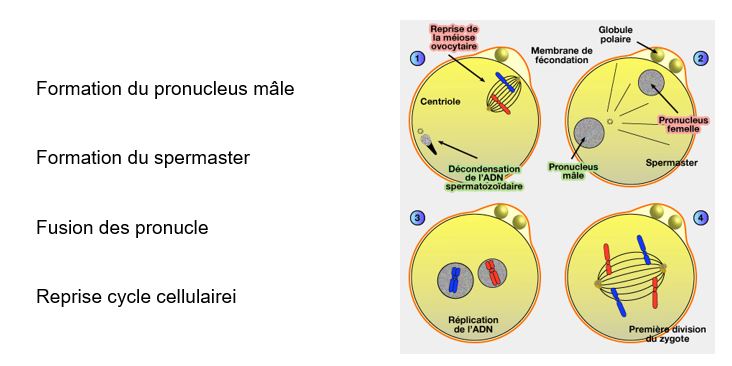 Formation du pronucleus mâle
Formation du spermaster
Fusion des pronucle
Reprise cycle cellulairei
Reprise de
la méiose
ovocytaire
1
Centriole
Décondensation
de l'ADN
spermatozoïdaire
Membrane de
fécondation
Globule
polaire
2
Pronucleus
femelle
Pronucleus
mâle
Spermaster
3
Réplication
de l'ADN
4
Première division
du zygote